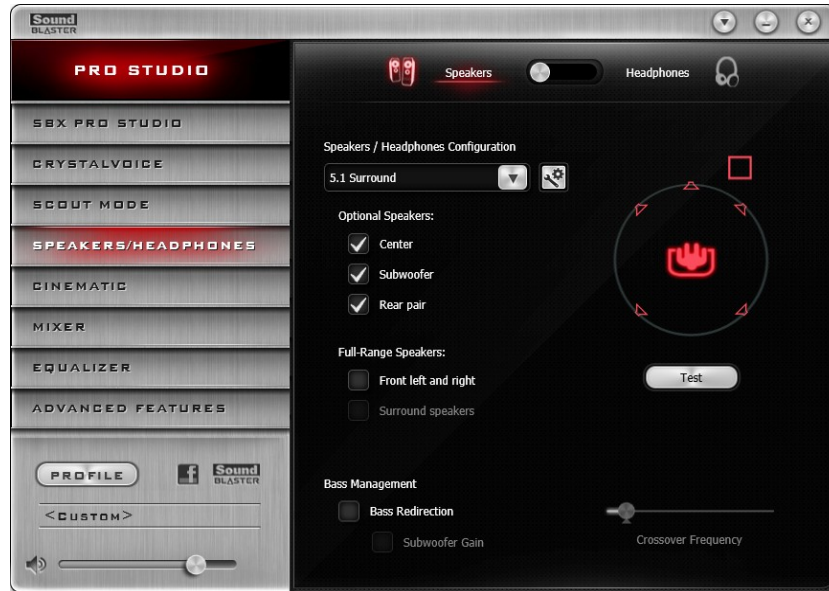 Sound
BLASTER
PRO STUDIO
SBX PRO STUDIO
CRYSTALVOICE
SCOUT MODE
SPEAKERS/HEADPHONES
CINEMATIC
MIXER
EQUALIZER
ADVANCED FEATURES
PROFILE
f
Sound
BLASTER
<CUSTOM>
Speakers
Headphones
Speakers / Headphones Configuration
5.1 Surround
Optional Speakers:
Center
Subwoofer
Rear pair
Full-Range Speakers:
Front left and right
Surround speakers
Test
Bass Management
Bass Redirection
Subwoofer Gain
Crossover Frequency